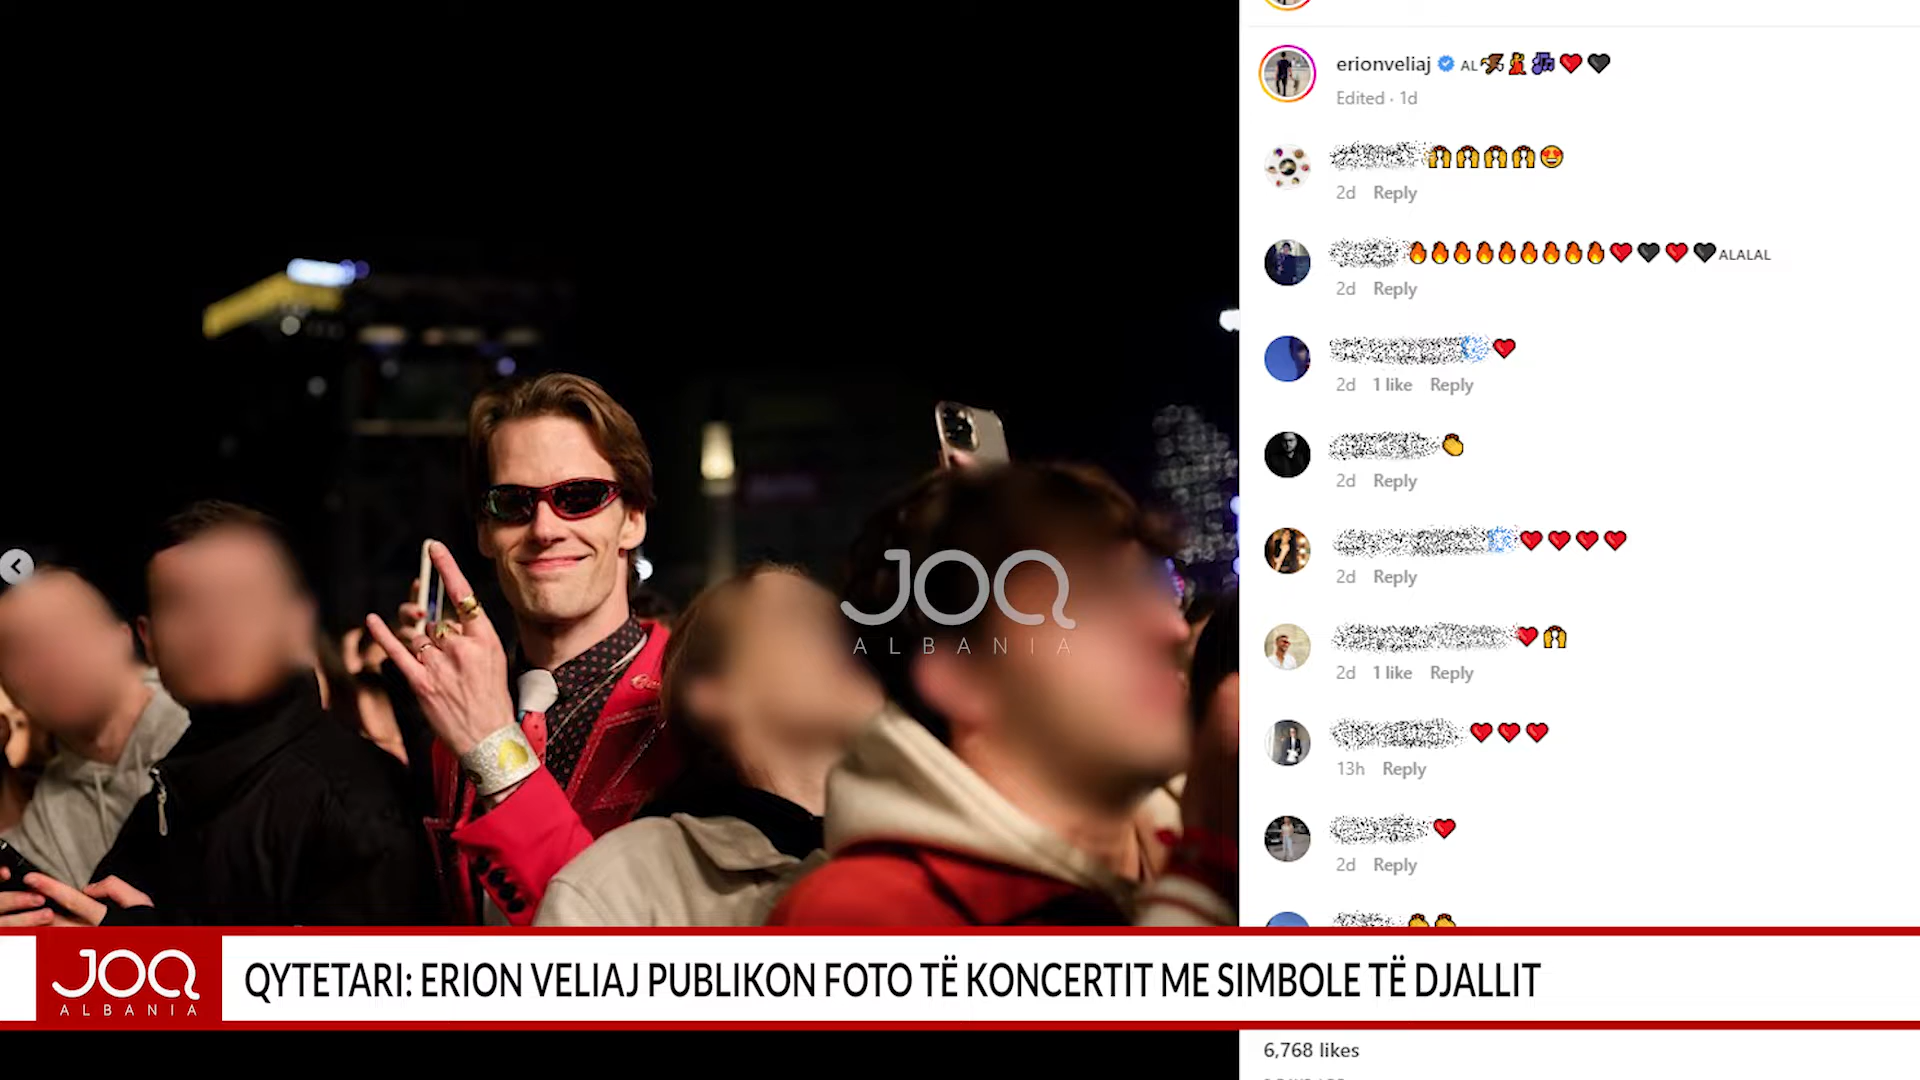 erionveliaj AL
Edited · 1d
2d Reply
ALALAL
2d Reply
2d 1 like Reply
2d Reply
2d Reply
2d 1 like Reply
13h Reply
2d Reply
JOQ
ALBANIA
JOQ
ALBANIA
QYTETARI: ERION VELIAJ PUBLIKON FOTO TË KONCERTIT ME SIMBOLE TË DJALLIT
6,768 likes